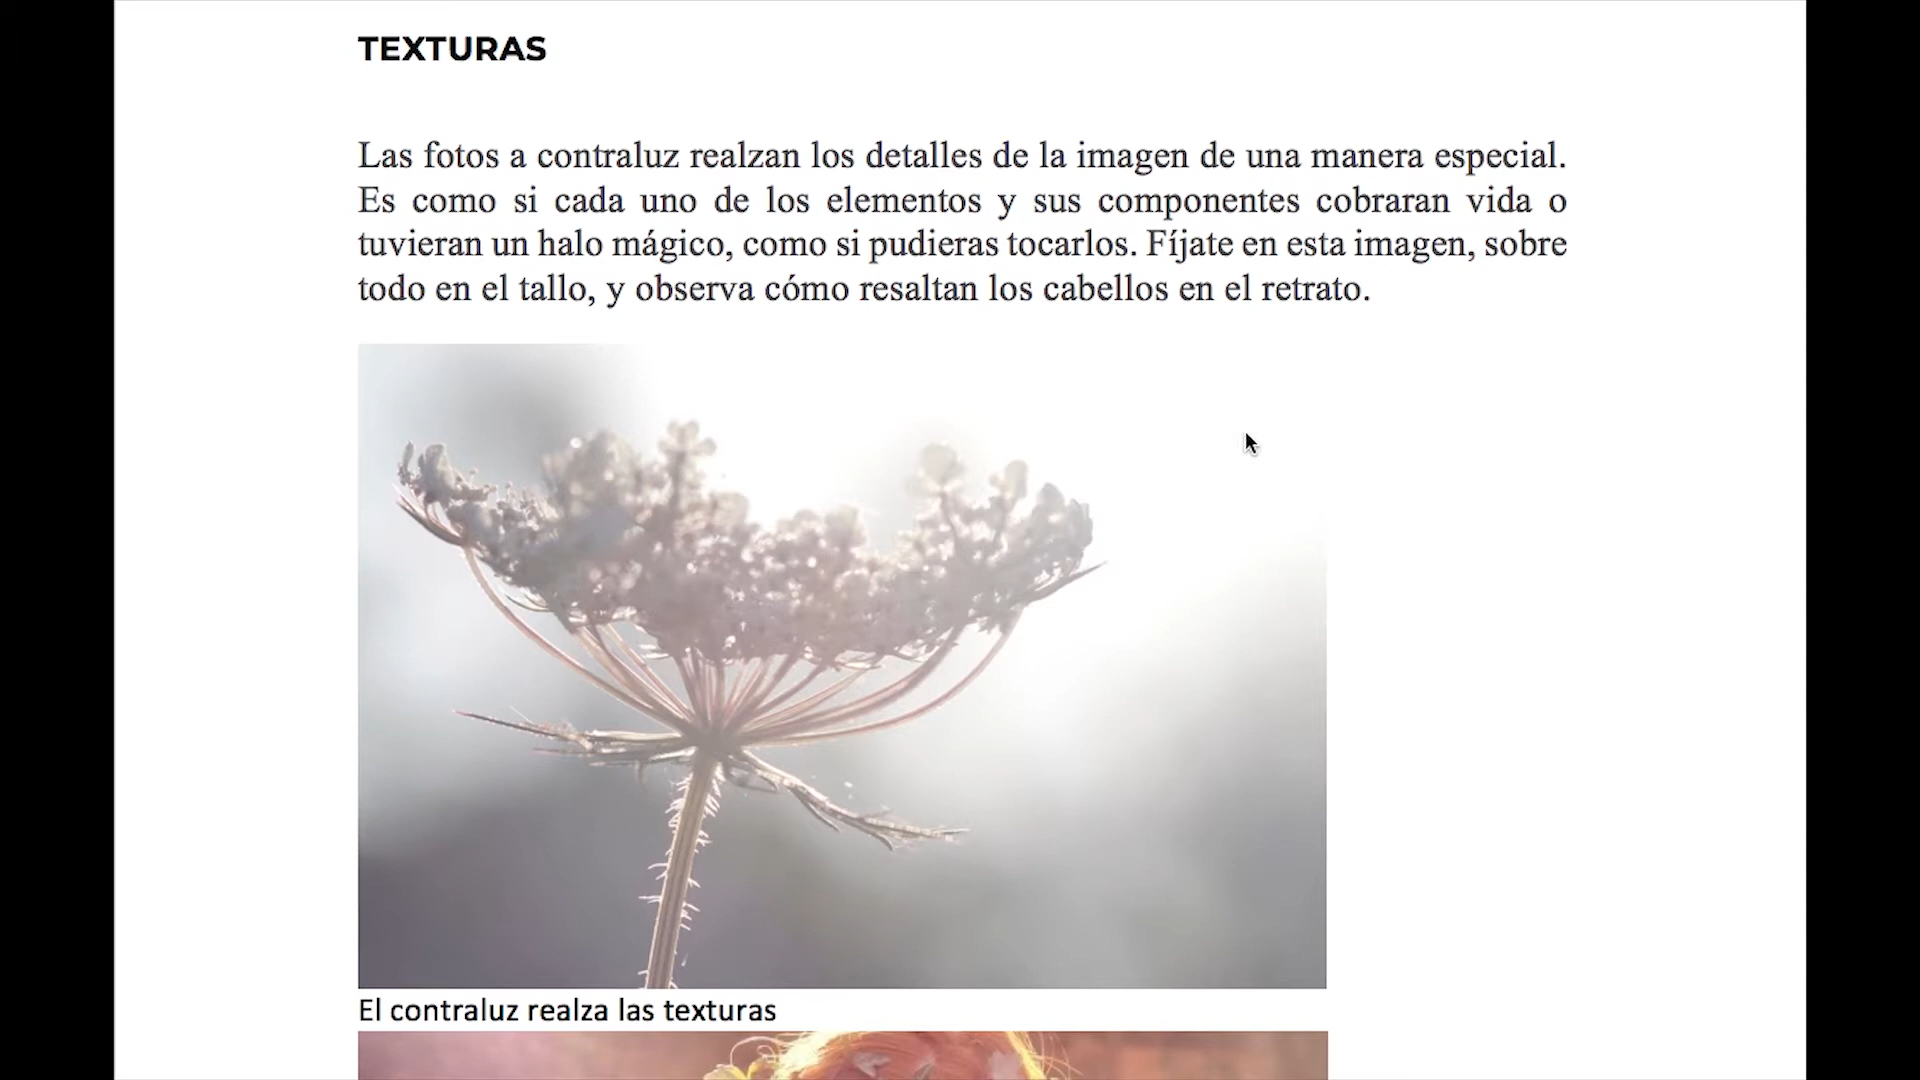 TEXTURAS
Las fotos a contraluz realzan los detalles de la imagen de una manera especial.
Es como si cada uno de los elementos y sus componentes cobraran vida o
tuvieran un halo mágico, como si pudieras tocarlos. Fíjate en esta imagen, sobre
todo en el tallo, y observa cómo resaltan los cabellos en el retrato.
El contraluz realza las texturas